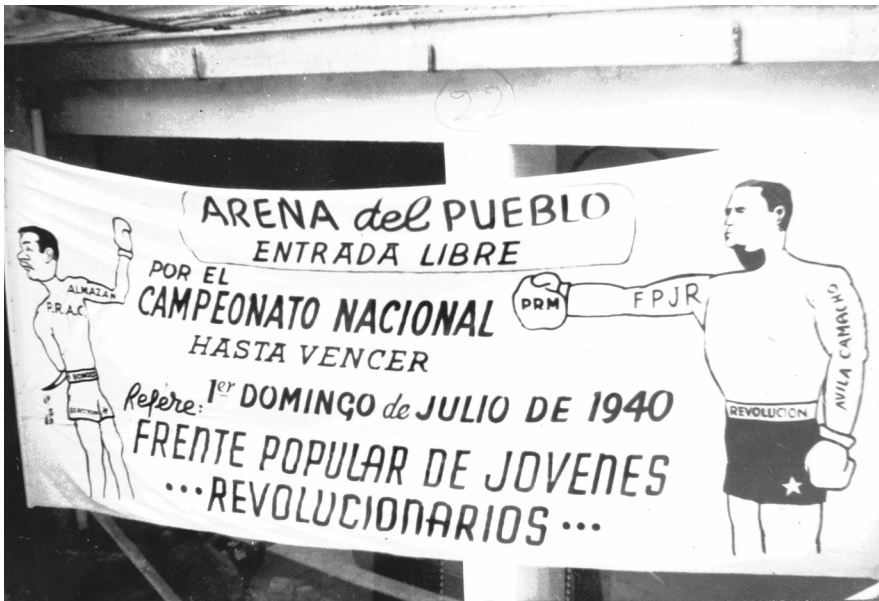 22
ARENA del PUEBLO
ENTRADA LIBRE
POR EL
CAMPEONATO NACIONAL
HASTA VENCER
Refere: 1er DOMINGO de JULIO DE 1940
FRENTE POPULAR DE JOVENES
...REVOLUCIONARIOS...
ALMAZAN
P.R.A.C.
PRM
FPJR
AVILA CAMACHO
REVOLUCION